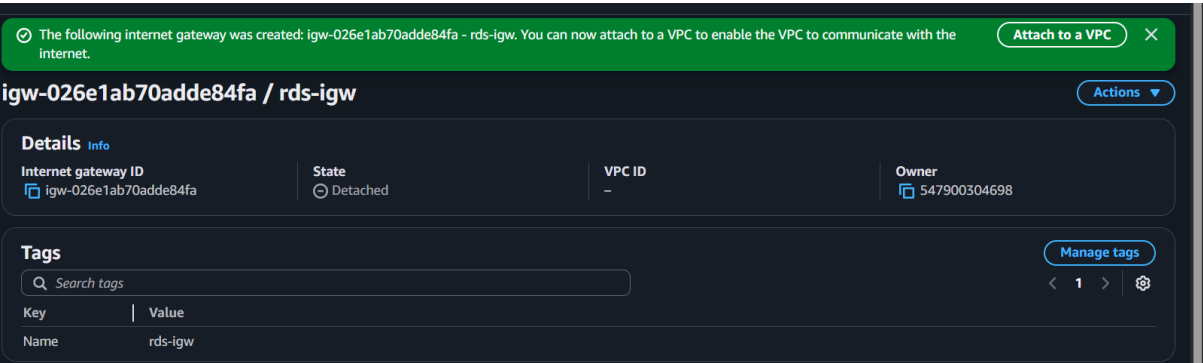 The following internet gateway was created: igw-026e1ab70adde84fa - rds-igw. You can now attach to a VPC to enable the VPC to communicate with the
internet.
Attach to a VPC
igw-026e1ab70adde84fa / rds-igw
Actions
Details Info
Internet gateway ID
igw-026e1ab70adde84fa
State
Detached
VPC ID
–
Owner
547900304698
Tags
Manage tags
Search tags
1
Key Value
Name rds-igw